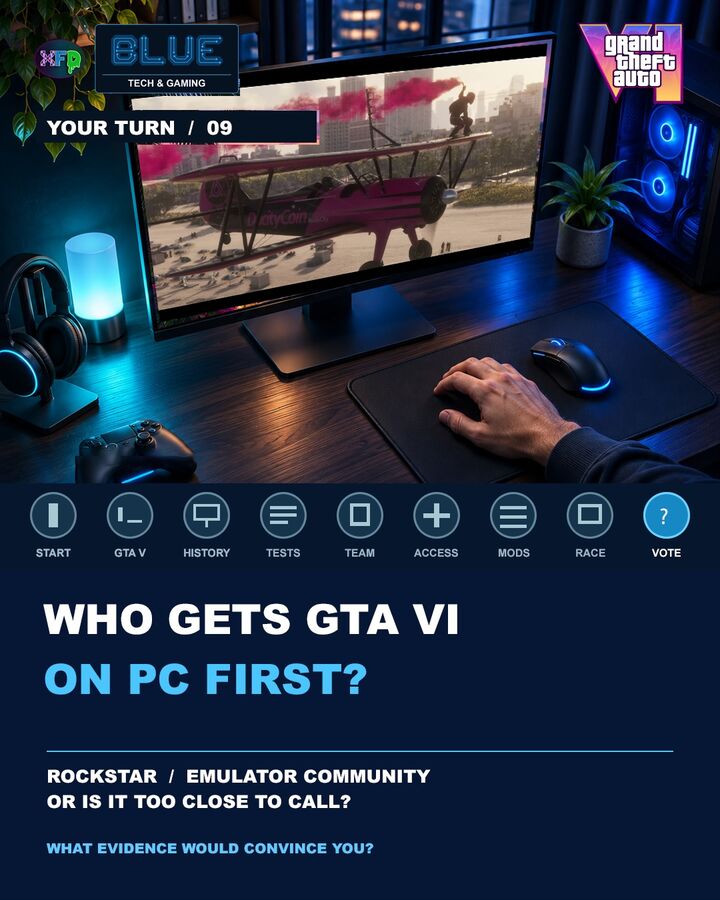 XFD
BLUE
TECH & GAMING
grand
theft
auto
VI
YOUR TURN / 09
START
GTA V
HISTORY
TESTS
TEAM
ACCESS
MODS
RACE
?
VOTE
WHO GETS GTA VI
ON PC FIRST?
ROCKSTAR / EMULATOR COMMUNITY
OR IS IT TOO CLOSE TO CALL?
WHAT EVIDENCE WOULD CONVINCE YOU?